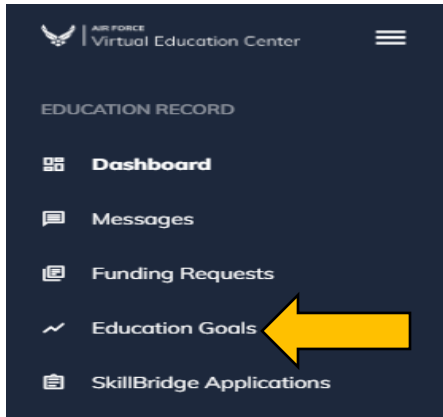 AIR FORCE
Virtual Education Center
EDUCATION RECORD
Dashboard
Messages
Funding Requests
Education Goals
SkillBridge Applications